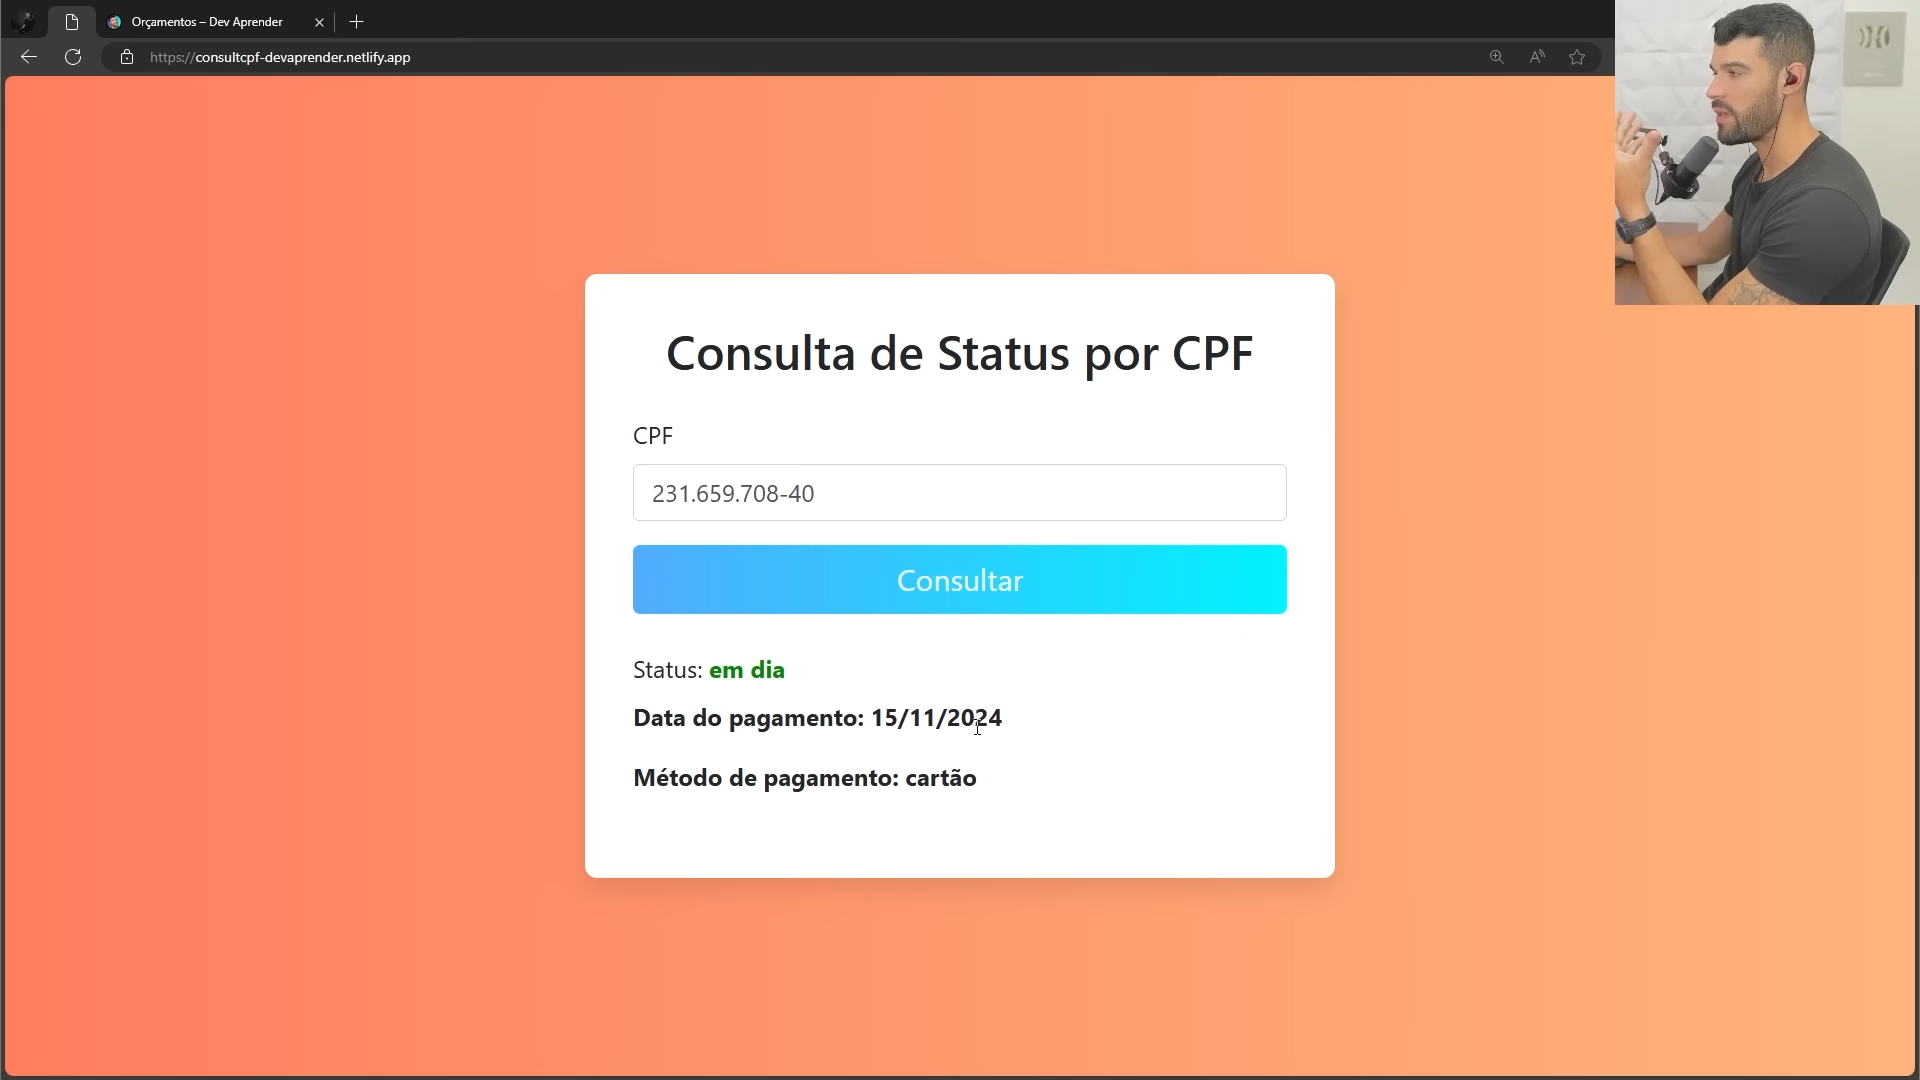 Orçamentos – Dev Aprender
https://consultcpf-devaprender.netlify.app
Consulta de Status por CPF
CPF
231.659.708-40
Consultar
Status: em dia
Data do pagamento: 15/11/2024
Método de pagamento: cartão